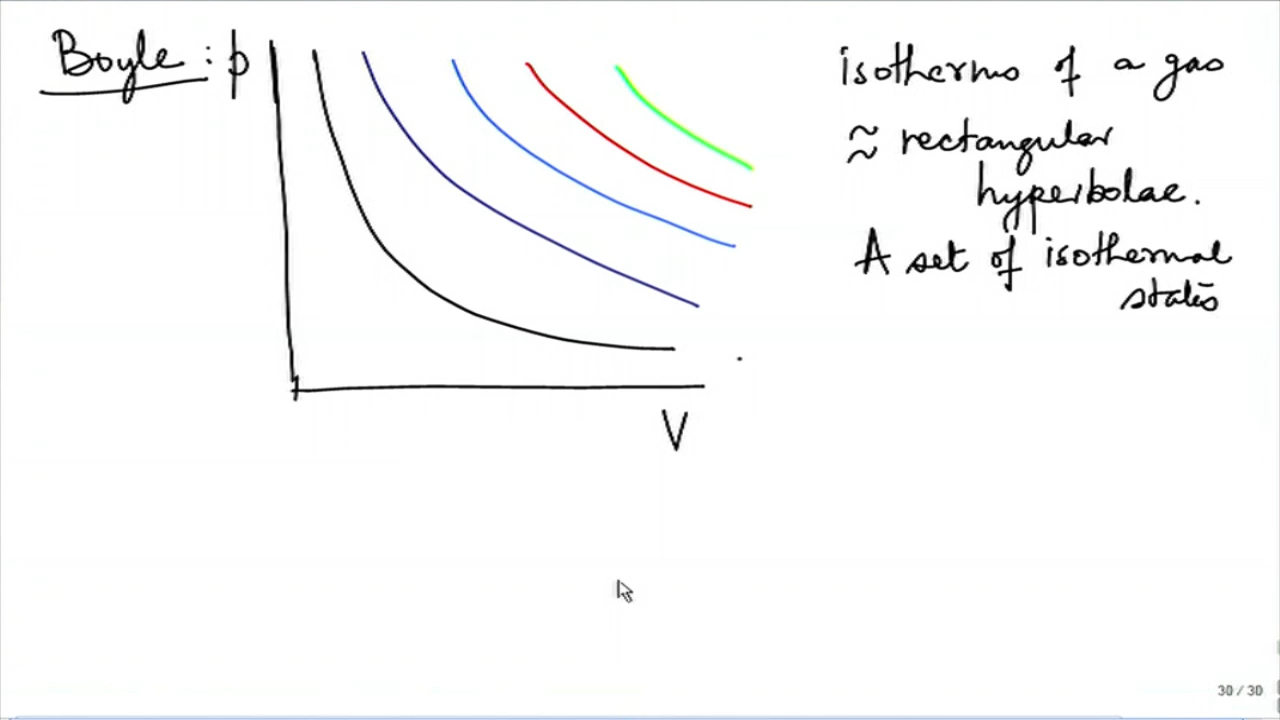 Boyle : p
isotherms of a gas
≈ rectangular
hyperbolae.
A set of isothermal
states
V
30 / 30